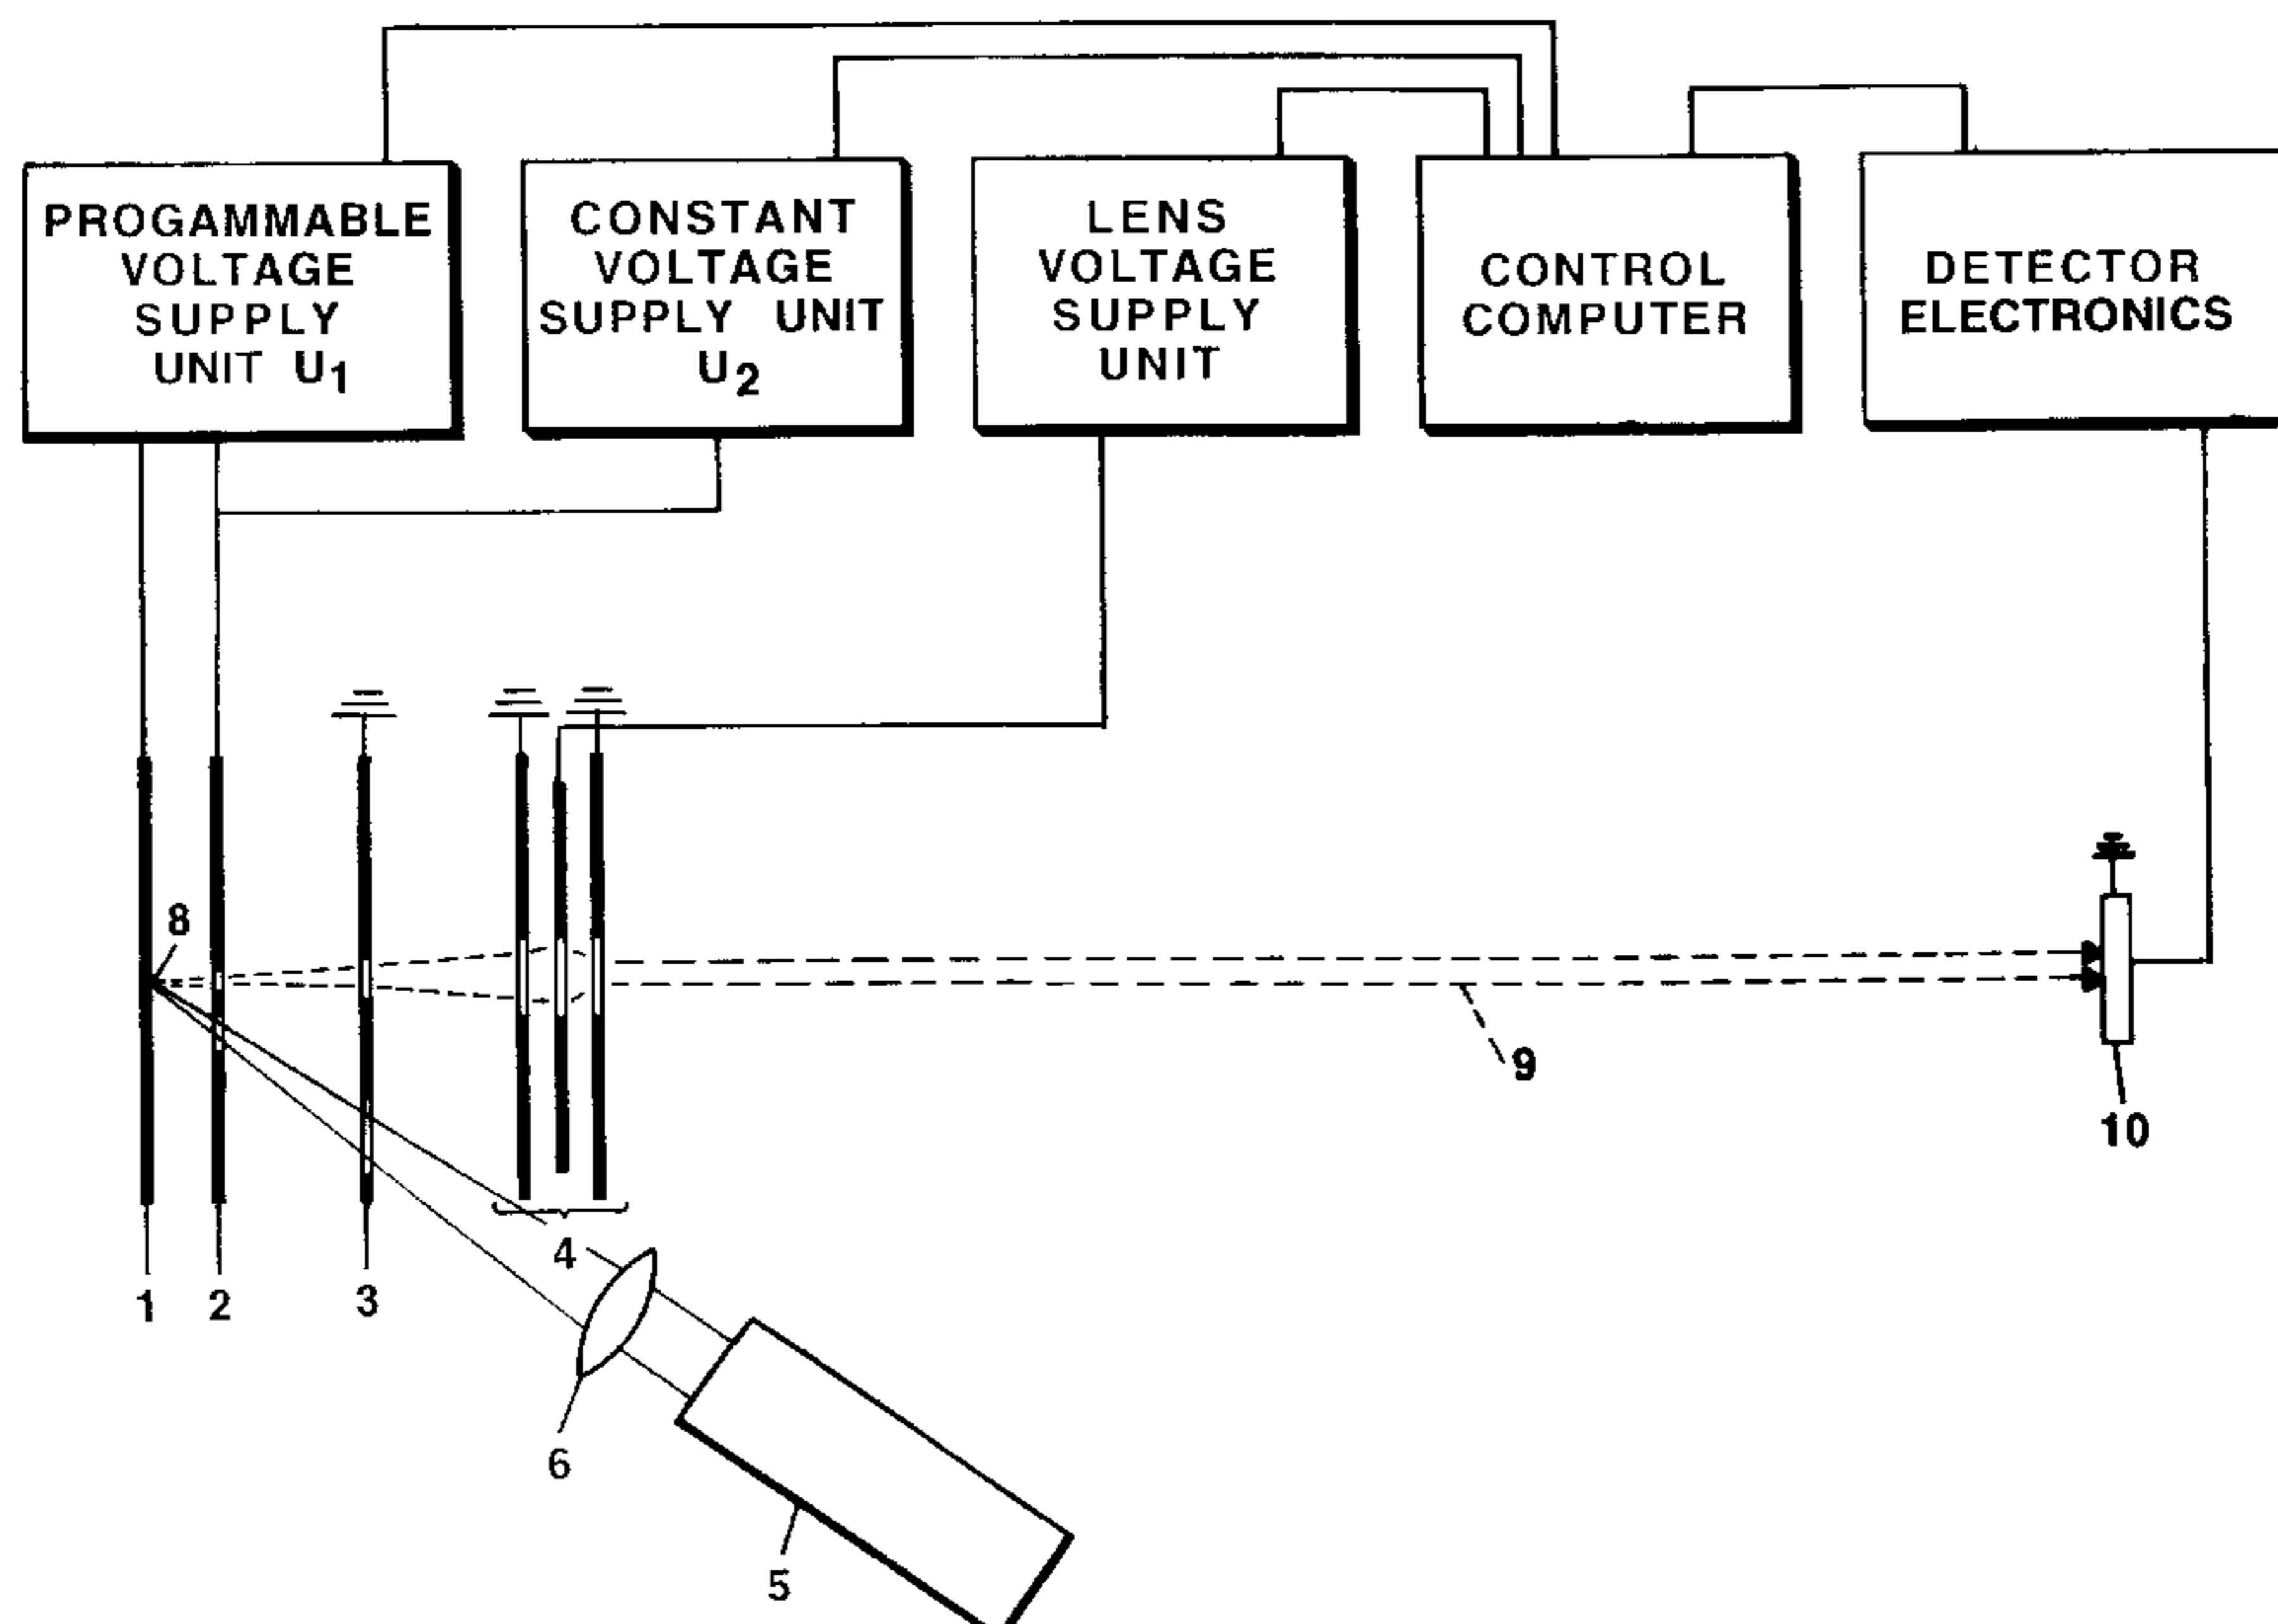 PROGAMMABLE
VOLTAGE
SUPPLY
UNIT U1
CONSTANT
VOLTAGE
SUPPLY UNIT
U2
LENS
VOLTAGE
SUPPLY
UNIT
CONTROL
COMPUTER
DETECTOR
ELECTRONICS
8
9
10
1
2
3
4
6
5